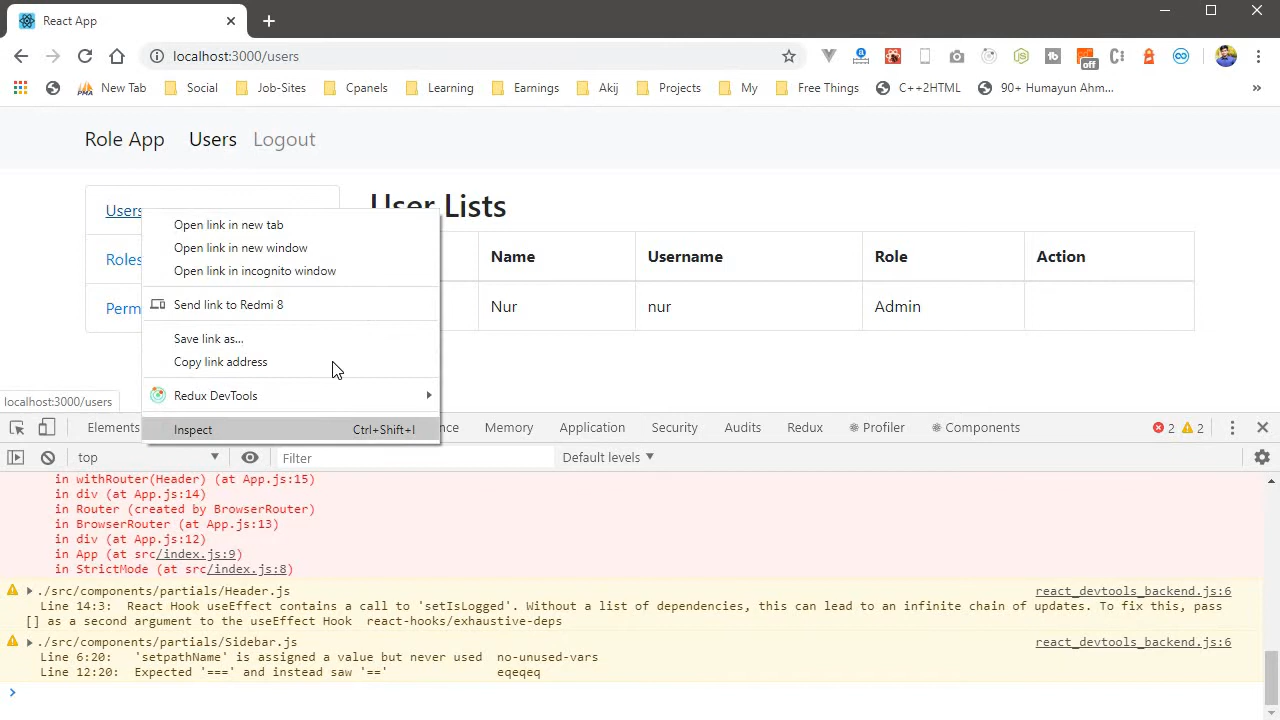 React App
localhost:3000/users
off
New Tab
Social
Job-Sites
Cpanels
Learning
Earnings
Akij
Projects
My
Free Things
C++2HTML
90+ Humayun Ahm...
»
Role App
Users
Logout
Users
Roles
Perm
User Lists
Name
Username
Role
Action
Nur
nur
Admin
Open link in new tab
Open link in new window
Open link in incognito window
Send link to Redmi 8
Save link as...
Copy link address
Redux DevTools
Inspect Ctrl+Shift+I
localhost:3000/users
Elements
Memory
Application
Security
Audits
Redux
Profiler
Components
2
2
top
Filter
Default levels
in withRouter(Header) (at App.js:15)
in div (at App.js:14)
in Router (created by BrowserRouter)
in BrowserRouter (at App.js:13)
in div (at App.js:12)
in App (at src/index.js:9)
in StrictMode (at src/index.js:8)
./src/components/partials/Header.js react_devtools_backend.js:6
Line 14:3: React Hook useEffect contains a call to 'setIsLogged'. Without a list of dependencies, this can lead to an infinite chain of updates. To fix this, pass
[] as a second argument to the useEffect Hook react-hooks/exhaustive-deps
./src/components/partials/Sidebar.js react_devtools_backend.js:6
Line 6:20: 'setpathName' is assigned a value but never used no-unused-vars
Line 12:20: Expected '===' and instead saw '==' eqeqeq